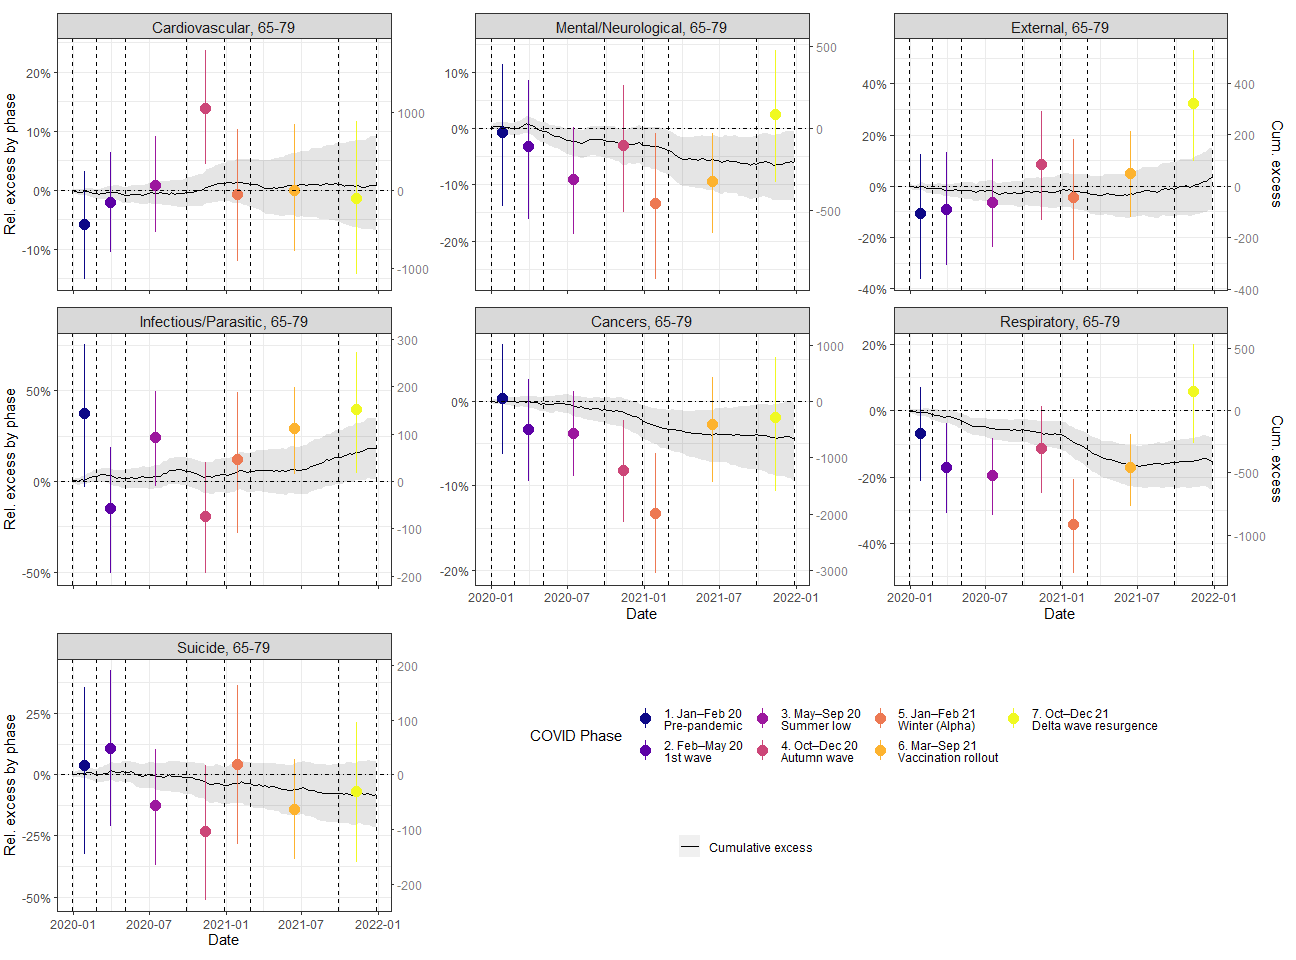 Cardiovascular, 65-79
Mental/Neurological, 65-79
External, 65-79
Rel. excess by phase
20%
10%
0%
-10%
1000
0
-1000
10%
0%
-10%
-20%
500
0
-500
40%
20%
0%
-20%
-40%
400
200
0
-200
-400
Cum. excess
Infectious/Parasitic, 65-79
Cancers, 65-79
Respiratory, 65-79
Rel. excess by phase
50%
0%
-50%
300
200
100
0
-100
-200
0%
-10%
-20%
1000
0
-1000
-2000
-3000
20%
0%
-20%
-40%
500
0
-500
-1000
Cum. excess
2020-01 2020-07 2021-01 2021-07 2022-01
Date
2020-01 2020-07 2021-01 2021-07 2022-01
Date
Suicide, 65-79
Rel. excess by phase
25%
0%
-25%
-50%
200
100
0
-100
-200
2020-01 2020-07 2021-01 2021-07 2022-01
Date
COVID Phase
1. Jan–Feb 20
Pre-pandemic
2. Feb–May 20
1st wave
3. May–Sep 20
Summer low
4. Oct–Dec 20
Autumn wave
5. Jan–Feb 21
Winter (Alpha)
6. Mar–Sep 21
Vaccination rollout
7. Oct–Dec 21
Delta wave resurgence
Cumulative excess